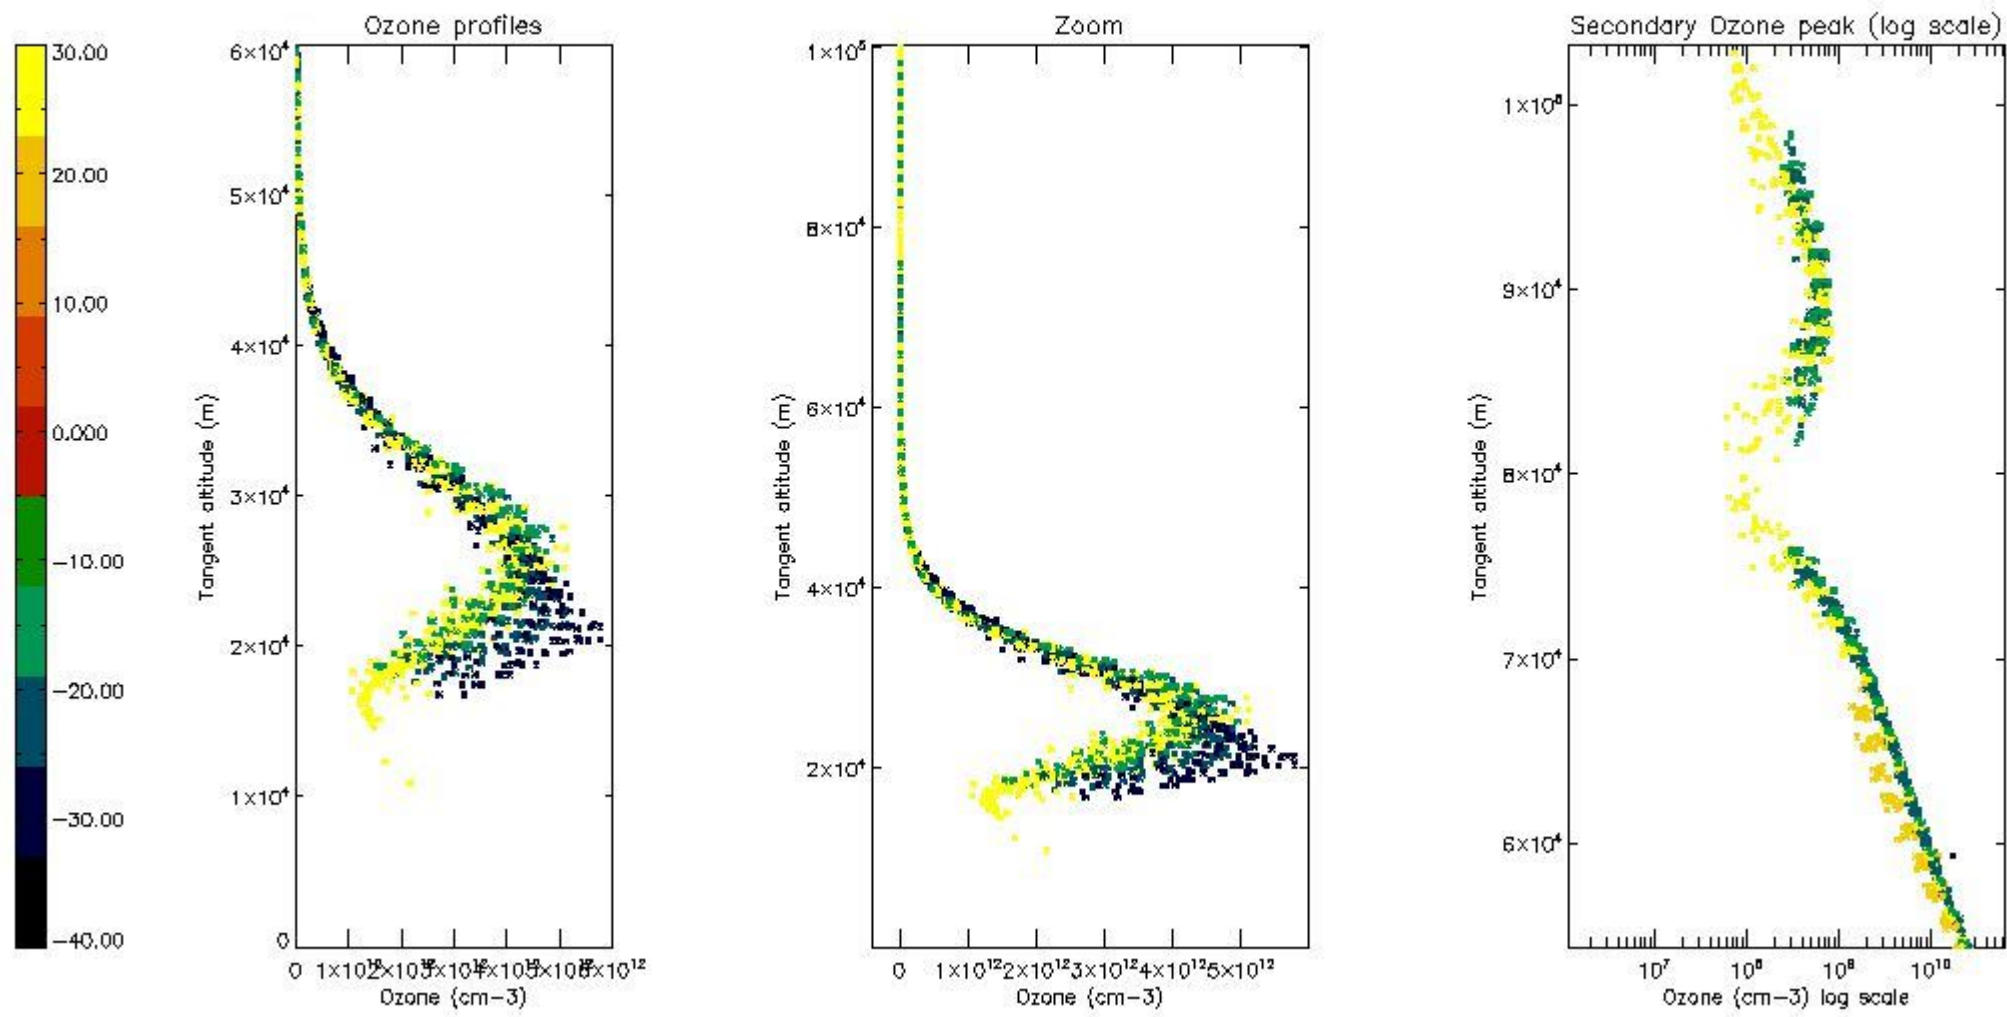 Ozone profiles
Zoom
Secondary Ozone peak (log scale)
30.00
20.00
10.00
0.000
-10.00
-20.00
-30.00
-40.00
6×10⁴
5×10⁴
4×10⁴
3×10⁴
2×10⁴
1×10⁴
0
Tangent altitude (m)
0 1×10¹²
Ozone (cm-3)
1×10⁵
8×10⁴
6×10⁴
4×10⁴
2×10⁴
Tangent altitude (m)
0 1×10¹² 2×10¹² 3×10¹² 4×10¹² 5×10¹²
Ozone (cm-3)
9×10⁴
8×10⁴
7×10⁴
6×10⁴
Tangent altitude (m)
10⁷ 10⁸ 10⁹ 10¹⁰
Ozone (cm-3) log scale